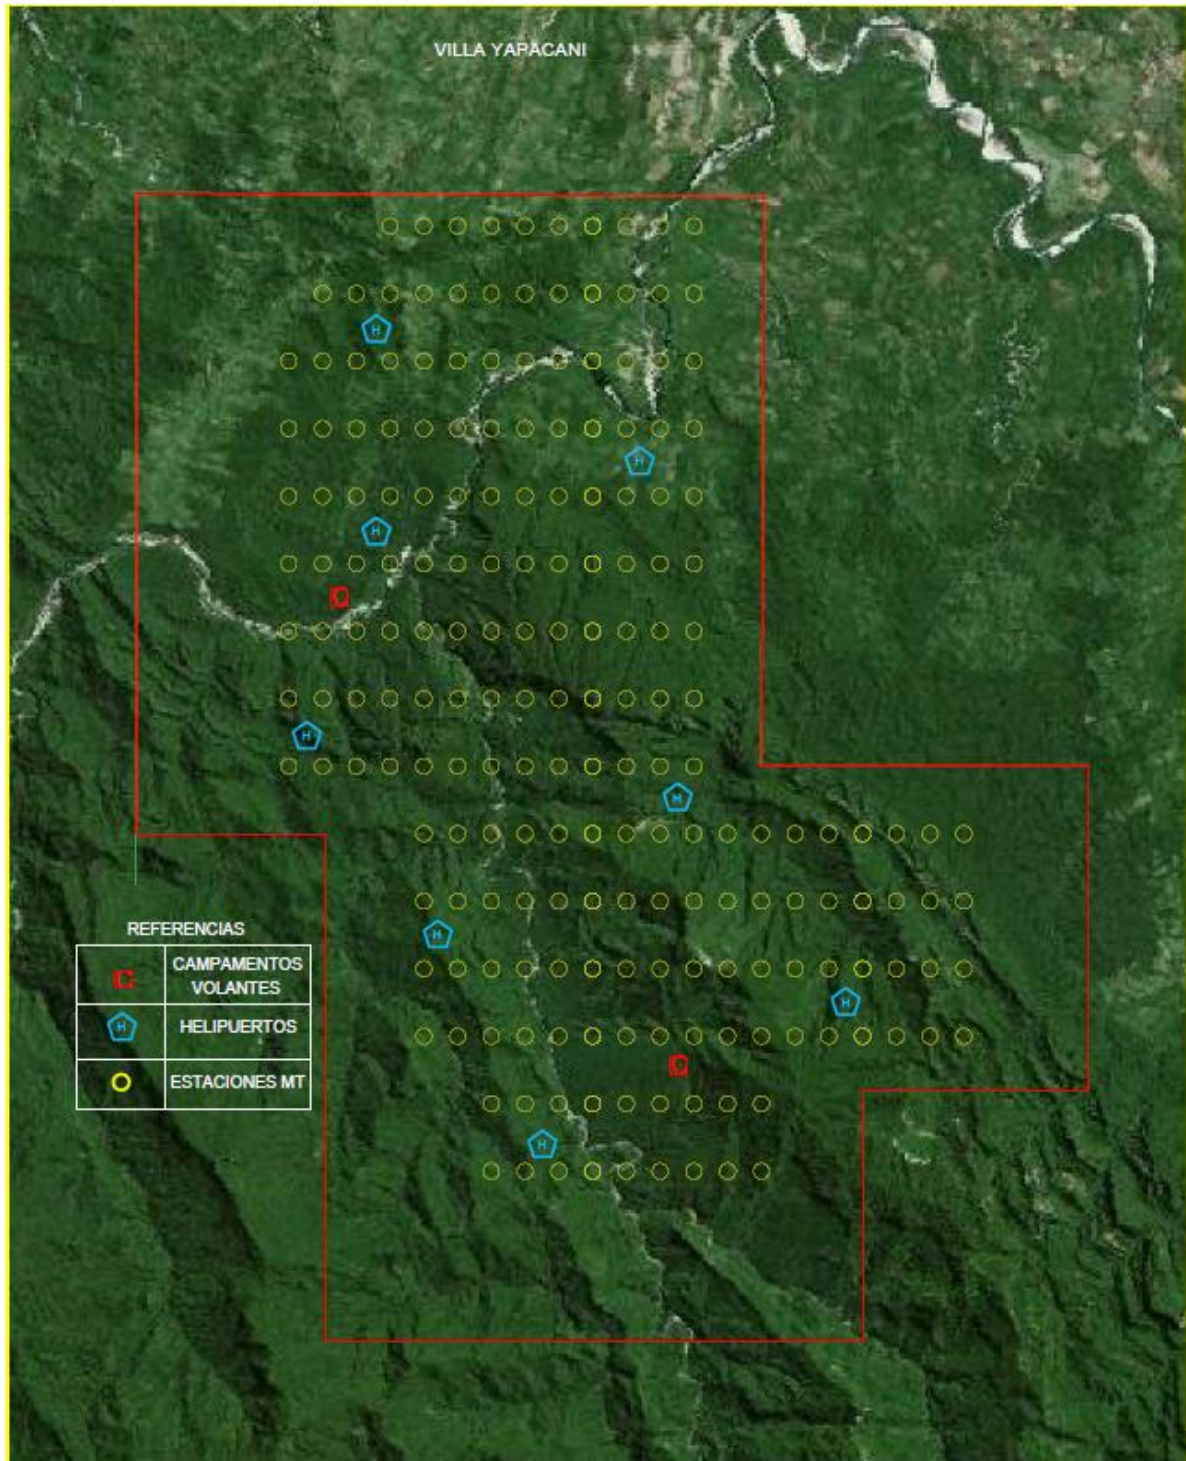 VILLA YAPACANI
H
H
H
H
H
H
H
H
REFERENCIAS
C
CAMPAMENTOS
VOLANTES
H
HELIPUERTOS
ESTACIONES MT
C
C